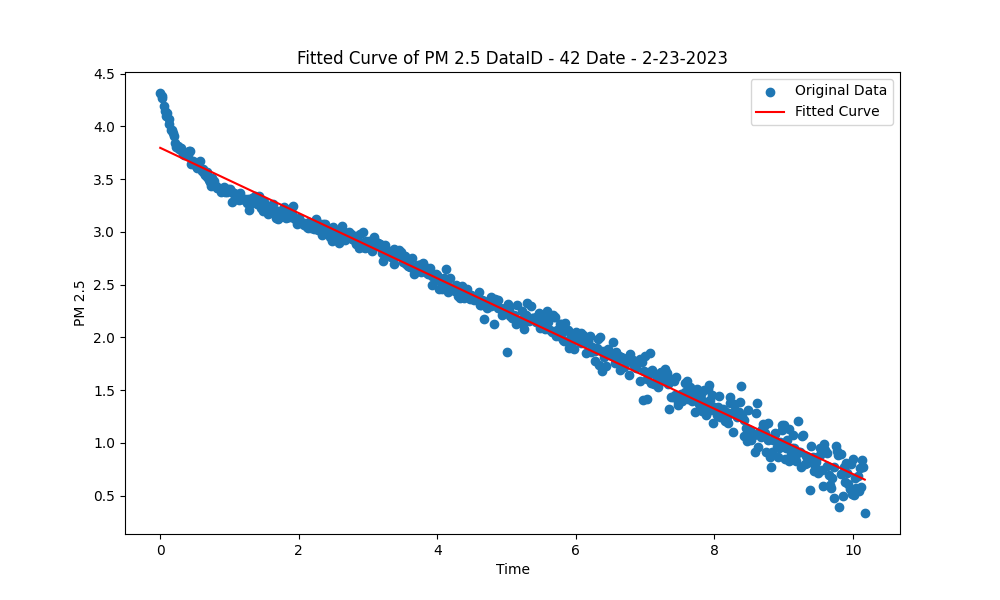 Fitted Curve of PM 2.5 DataID - 42 Date - 2-23-2023
Original Data
Fitted Curve
PM 2.5
4.5
4.0
3.5
3.0
2.5
2.0
1.5
1.0
0.5
0 2 4 6 8 10
Time